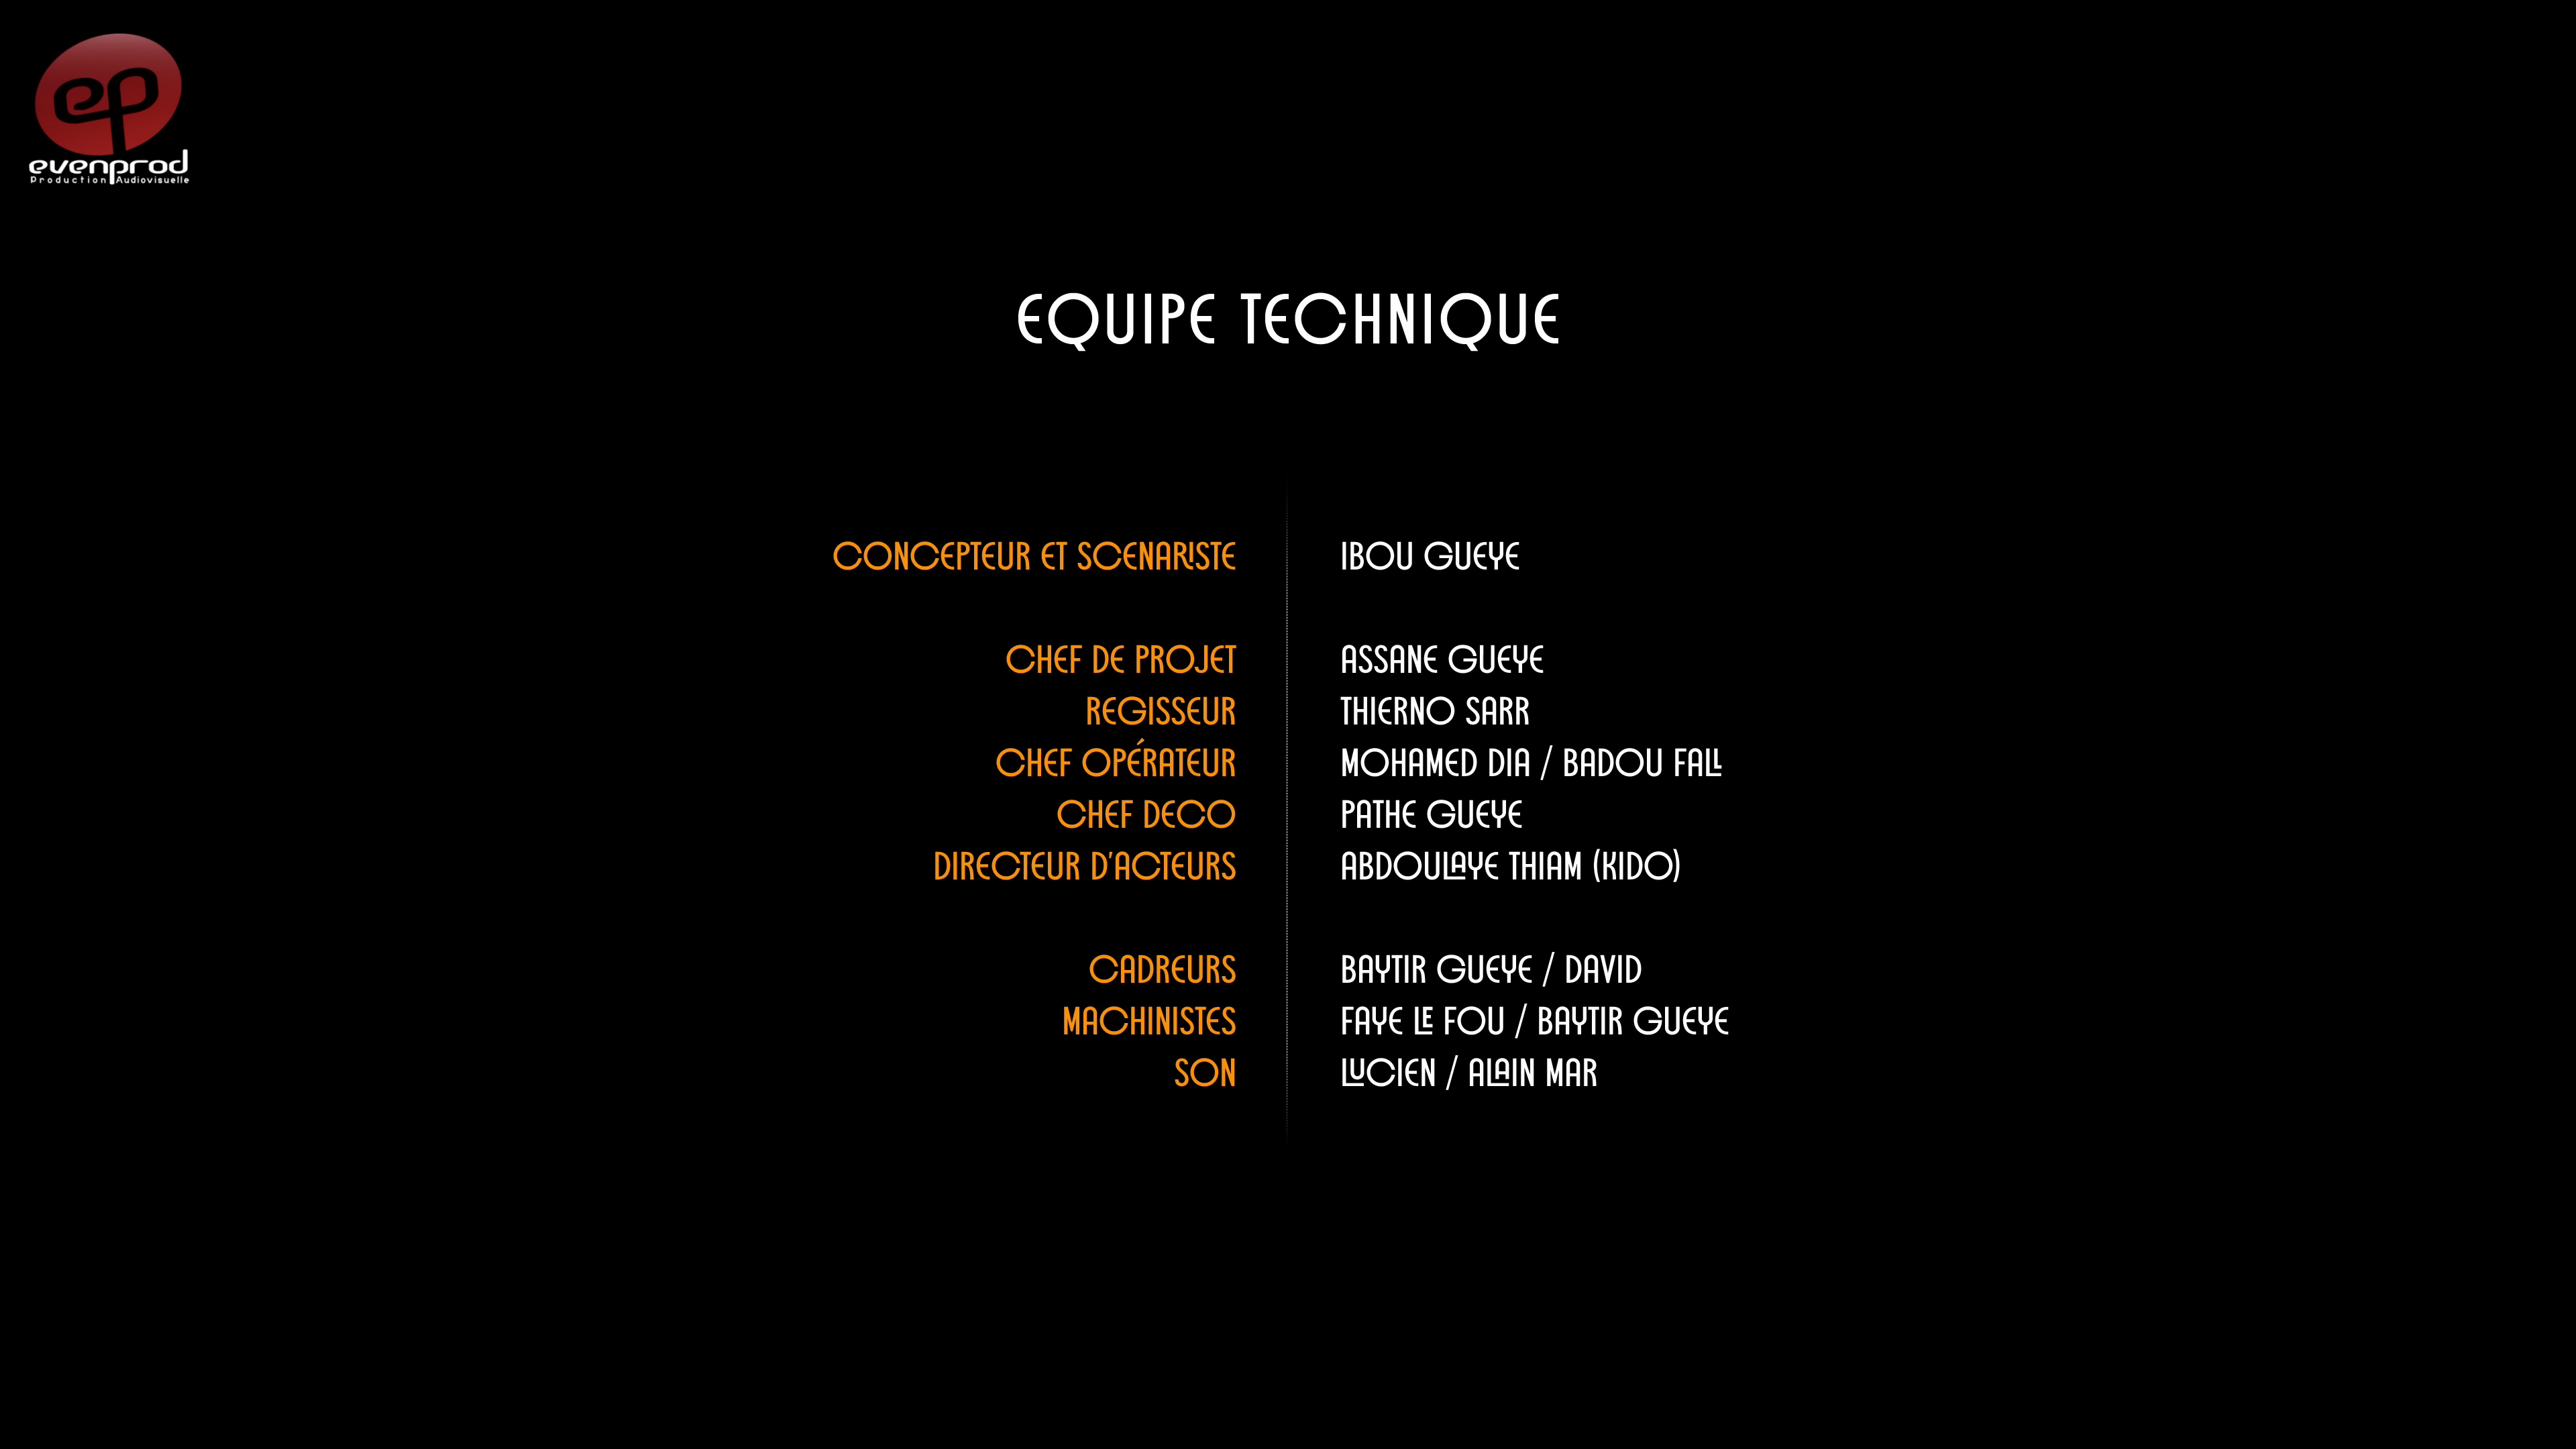 ep
evenprod
Production Audiovisuelle
EQUIPE TECHNIQUE
CONCEPTEUR ET SCENARISTE IBOU GUEYE
CHEF DE PROJET ASSANE GUEYE
REGISSEUR THIERNO SARR
CHEF OPÉRATEUR MOHAMED DIA / BADOU FALL
CHEF DECO PATHE GUEYE
DIRECTEUR D'ACTEURS ABDOULAYE THIAM (KIDO)
CADREURS BAYTIR GUEYE / DAVID
MACHINISTES FAYE LE FOU / BAYTIR GUEYE
SON LUCIEN / ALAIN MAR